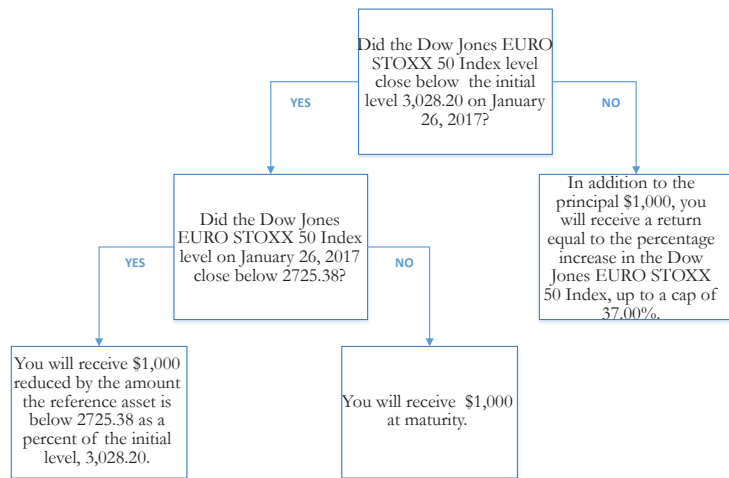 Did the Dow Jones EURO
STOXX 50 Index level
close below the initial
level 3,028.20 on January
26, 2017?
YES
NO
Did the Dow Jones
EURO STOXX 50 Index
level on January 26, 2017
close below 2725.38?
In addition to the
principal $1,000, you
will receive a return
equal to the percentage
increase in the Dow
Jones EURO STOXX
50 Index, up to a cap of
37.00%.
YES
NO
You will receive $1,000
reduced by the amount
the reference asset is
below 2725.38 as a
percent of the initial
level, 3,028.20.
You will receive $1,000
at maturity.